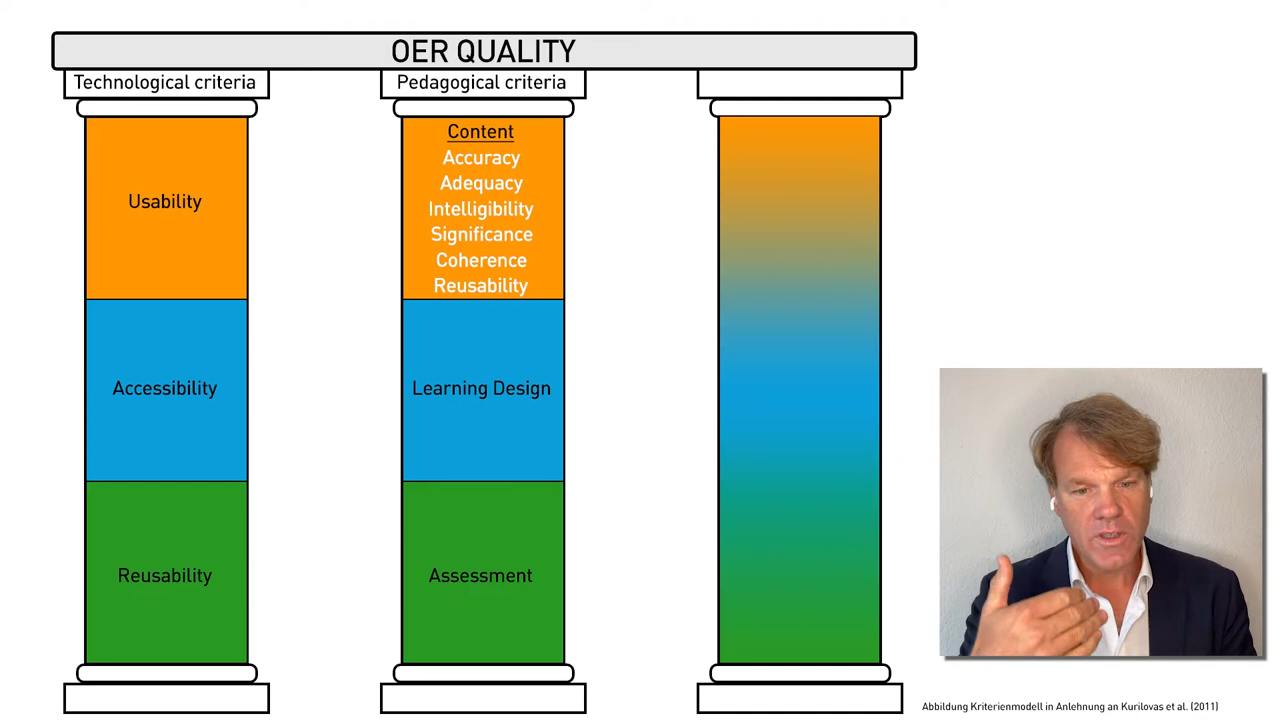 OER QUALITY
Technological criteria
Usability
Accessibility
Reusability
Pedagogical criteria
Content
Accuracy
Adequacy
Intelligibility
Significance
Coherence
Reusability
Learning Design
Assessment
Abbildung Kriterienmodell in Anlehnung an Kurilovas et al. (2011)